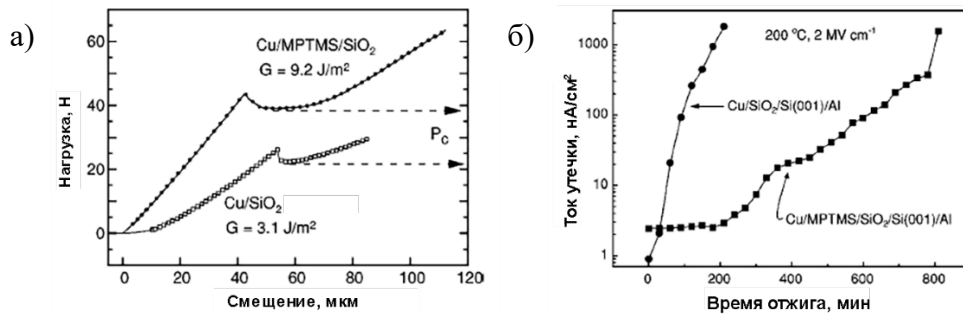 а)
Нагрузка, Н
60
40
20
0
Cu/MPTMS/SiO₂
G = 9.2 J/m²
P_C
Cu/SiO₂
G = 3.1 J/m²
0 20 40 60 80 100 120
Смещение, мкм
б)
Ток утечки, нА/см²
1000
100
10
1
200 °C, 2 MV cm⁻¹
Cu/SiO₂/Si(001)/Al
Cu/MPTMS/SiO₂/Si(001)/Al
0 200 400 600 800
Время отжига, мин